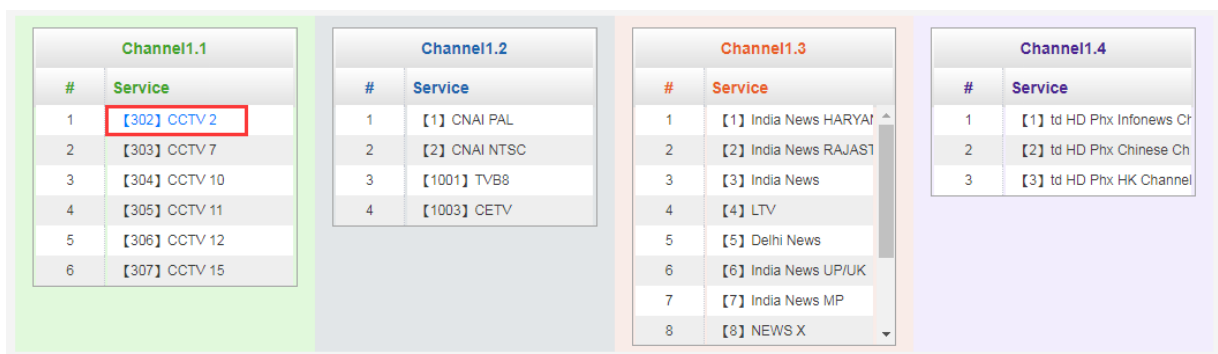 Channel1.1
# Service
1 【302】CCTV 2
2 【303】CCTV 7
3 【304】CCTV 10
4 【305】CCTV 11
5 【306】CCTV 12
6 【307】CCTV 15
Channel1.2
# Service
1 【1】CNAI PAL
2 【2】CNAI NTSC
3 【1001】TVB8
4 【1003】CETV
Channel1.3
# Service
1 【1】India News HARYAN
2 【2】India News RAJAST
3 【3】India News
4 【4】LTV
5 【5】Delhi News
6 【6】India News UP/UK
7 【7】India News MP
8 【8】NEWS X
Channel1.4
# Service
1 【1】td HD Phx Infonews Ch
2 【2】td HD Phx Chinese Ch
3 【3】td HD Phx HK Channel